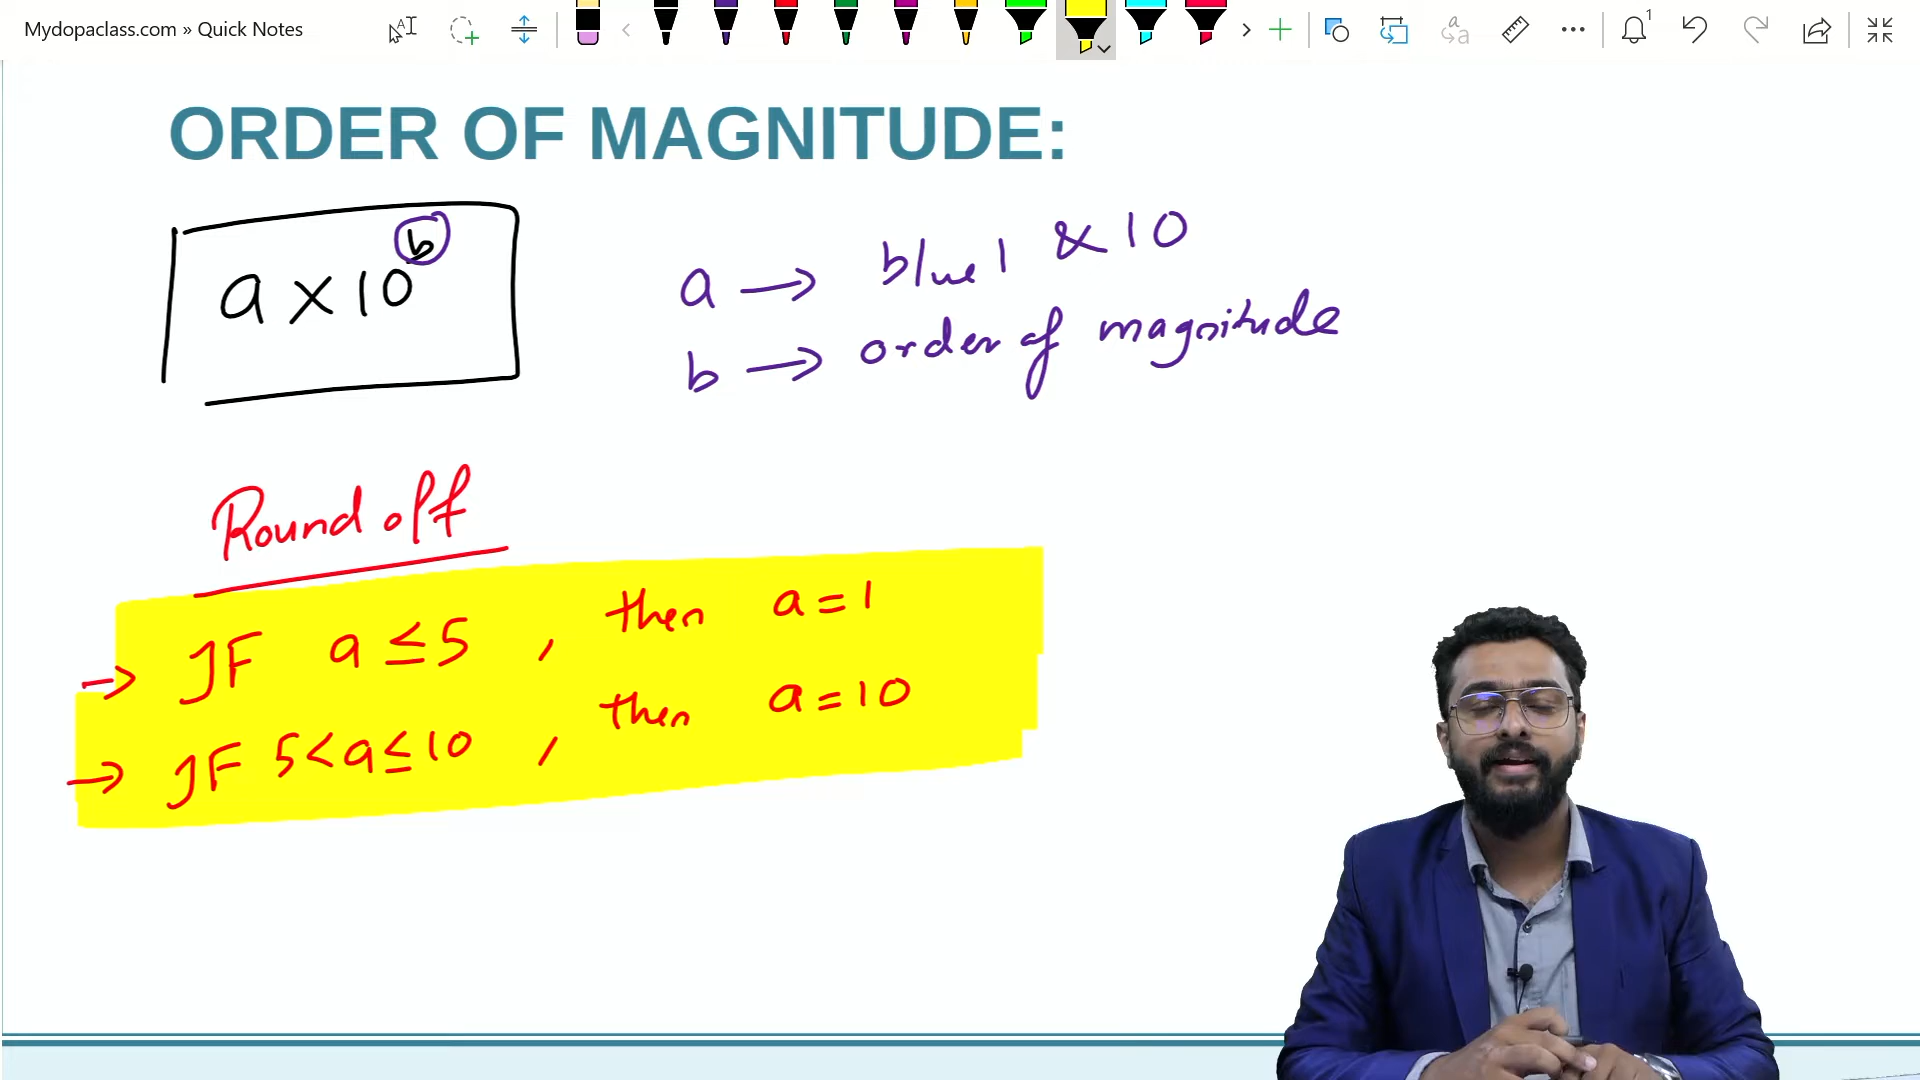 Mydopaclass.com » Quick Notes
1
ORDER OF MAGNITUDE:
a × 10^b
a → b/w 1 & 10
b → order of magnitude
Round off
→ IF a ≤ 5 , then a = 1
→ IF 5 < a ≤ 10 , then a = 10